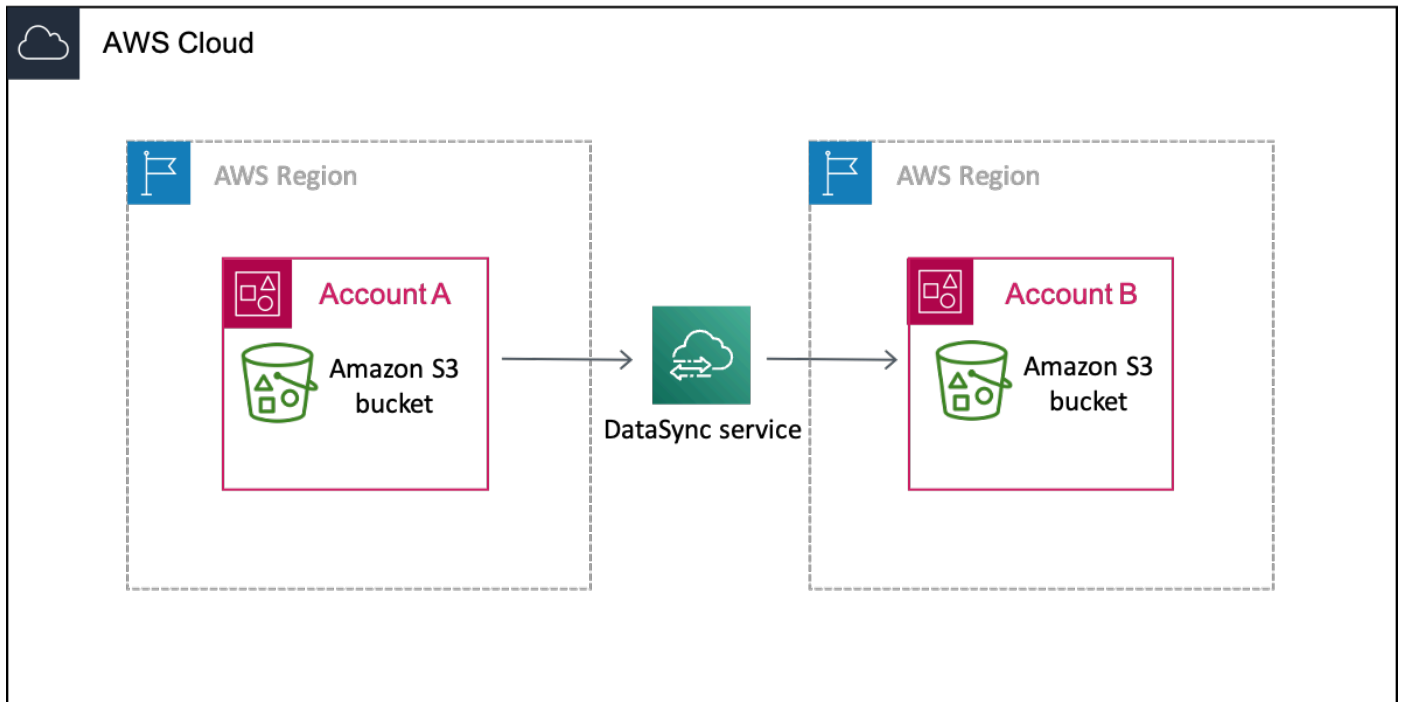 AWS Cloud
AWS Region
AWS Region
Account A
Account B
Amazon S3
bucket
Amazon S3
bucket
DataSync service